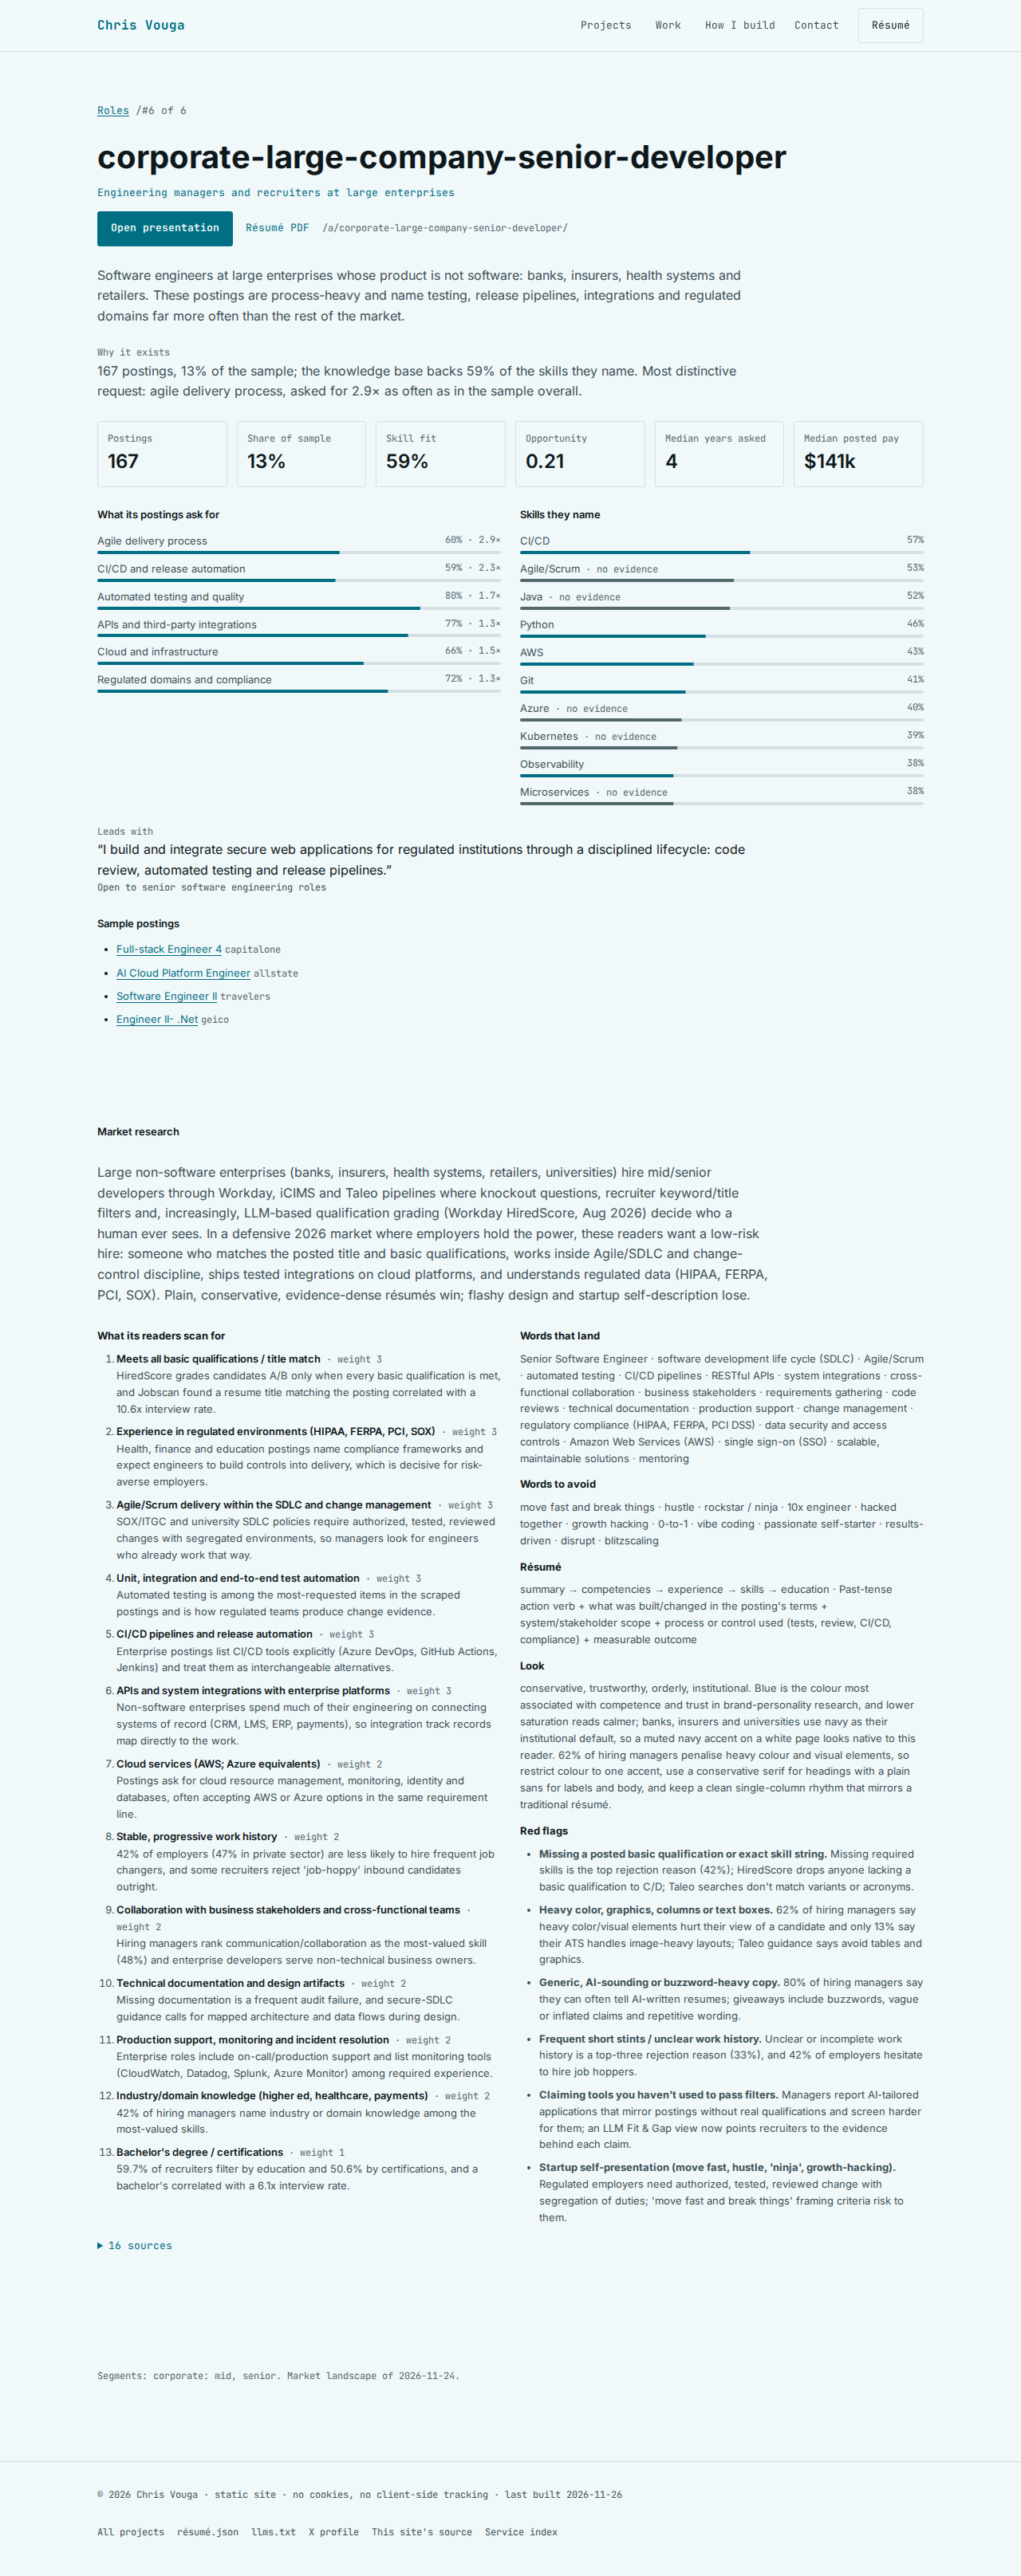 Chris Vouga
Projects Work How I build Contact Résumé
Roles /#6 of 6
corporate-large-company-senior-developer
Engineering managers and recruiters at large enterprises
Open presentation Résumé PDF /a/corporate-large-company-senior-developer/
Software engineers at large enterprises whose product is not software: banks, insurers, health systems and
retailers. These postings are process-heavy and name testing, release pipelines, integrations and regulated
domains far more often than the rest of the market.
Why it exists
167 postings, 13% of the sample; the knowledge base backs 59% of the skills they name. Most distinctive
request: agile delivery process, asked for 2.9× as often as in the sample overall.
Postings
167
Share of sample
13%
Skill fit
59%
Opportunity
0.21
Median years asked
4
Median posted pay
$141k
What its postings ask for
Agile delivery process 60% · 2.9×
CI/CD and release automation 59% · 2.3×
Automated testing and quality 80% · 1.7×
APIs and third-party integrations 77% · 1.3×
Cloud and infrastructure 66% · 1.5×
Regulated domains and compliance 72% · 1.3×
Skills they name
CI/CD 57%
Agile/Scrum · no evidence 53%
Java · no evidence 52%
Python 46%
AWS 43%
Git 41%
Azure · no evidence 40%
Kubernetes · no evidence 39%
Observability 38%
Microservices · no evidence 38%
Leads with
“I build and integrate secure web applications for regulated institutions through a disciplined lifecycle: code
review, automated testing and release pipelines.”
Open to senior software engineering roles
Sample postings
• Full-stack Engineer 4 capitalone
• AI Cloud Platform Engineer allstate
• Software Engineer II travelers
• Engineer II- .Net geico
Market research
Large non-software enterprises (banks, insurers, health systems, retailers, universities) hire mid/senior
developers through Workday, iCIMS and Taleo pipelines where knockout questions, recruiter keyword/title
filters and, increasingly, LLM-based qualification grading (Workday HiredScore, Aug 2026) decide who a
human ever sees. In a defensive 2026 market where employers hold the power, these readers want a low-risk
hire: someone who matches the posted title and basic qualifications, works inside Agile/SDLC and change-
control discipline, ships tested integrations on cloud platforms, and understands regulated data (HIPAA, FERPA,
PCI, SOX). Plain, conservative, evidence-dense résumés win; flashy design and startup self-description lose.
What its readers scan for
1. Meets all basic qualifications / title match · weight 3
HiredScore grades candidates A/B only when every basic qualification is met,
and Jobscan found a resume title matching the posting correlated with a
10.6x interview rate.
2. Experience in regulated environments (HIPAA, FERPA, PCI, SOX) · weight 3
Health, finance and education postings name compliance frameworks and
expect engineers to build controls into delivery, which is decisive for risk-
averse employers.
3. Agile/Scrum delivery within the SDLC and change management · weight 3
SOX/ITGC and university SDLC policies require authorized, tested, reviewed
changes with segregated environments, so managers look for engineers
who already work that way.
4. Unit, integration and end-to-end test automation · weight 3
Automated testing is among the most-requested items in the scraped
postings and is how regulated teams produce change evidence.
5. CI/CD pipelines and release automation · weight 3
Enterprise postings list CI/CD tools explicitly (Azure DevOps, GitHub Actions,
Jenkins) and treat them as interchangeable alternatives.
6. APIs and system integrations with enterprise platforms · weight 3
Non-software enterprises spend much of their engineering on connecting
systems of record (CRM, LMS, ERP, payments), so integration track records
map directly to the work.
7. Cloud services (AWS; Azure equivalents) · weight 2
Postings ask for cloud resource management, monitoring, identity and
databases, often accepting AWS or Azure options in the same requirement
line.
8. Stable, progressive work history · weight 2
42% of employers (47% in private sector) are less likely to hire frequent job
changers, and some recruiters reject 'job-hoppy' inbound candidates
outright.
9. Collaboration with business stakeholders and cross-functional teams ·
weight 2
Hiring managers rank communication/collaboration as the most-valued skill
(48%) and enterprise developers serve non-technical business owners.
10. Technical documentation and design artifacts · weight 2
Missing documentation is a frequent audit failure, and secure-SDLC
guidance calls for mapped architecture and data flows during design.
11. Production support, monitoring and incident resolution · weight 2
Enterprise roles include on-call/production support and list monitoring tools
(CloudWatch, Datadog, Splunk, Azure Monitor) among required experience.
12. Industry/domain knowledge (higher ed, healthcare, payments) · weight 2
42% of hiring managers name industry or domain knowledge among the
most-valued skills.
13. Bachelor's degree / certifications · weight 1
59.7% of recruiters filter by education and 50.6% by certifications, and a
bachelor's correlated with a 6.1x interview rate.
Words that land
Senior Software Engineer · software development life cycle (SDLC) · Agile/Scrum
· automated testing · CI/CD pipelines · RESTful APIs · system integrations · cross-
functional collaboration · business stakeholders · requirements gathering · code
reviews · technical documentation · production support · change management ·
regulatory compliance (HIPAA, FERPA, PCI DSS) · data security and access
controls · Amazon Web Services (AWS) · single sign-on (SSO) · scalable,
maintainable solutions · mentoring
Words to avoid
move fast and break things · hustle · rockstar / ninja · 10x engineer · hacked
together · growth hacking · 0-to-1 · vibe coding · passionate self-starter · results-
driven · disrupt · blitzscaling
Résumé
summary → competencies → experience → skills → education · Past-tense
action verb + what was built/changed in the posting's terms +
system/stakeholder scope + process or control used (tests, review, CI/CD,
compliance) + measurable outcome
Look
conservative, trustworthy, orderly, institutional. Blue is the colour most
associated with competence and trust in brand-personality research, and lower
saturation reads calmer; banks, insurers and universities use navy as their
institutional default, so a muted navy accent on a white page looks native to this
reader. 62% of hiring managers penalise heavy colour and visual elements, so
restrict colour to one accent, use a conservative serif for headings with a plain
sans for labels and body, and keep a clean single-column rhythm that mirrors a
traditional résumé.
Red flags
• Missing a posted basic qualification or exact skill string. Missing required
skills is the top rejection reason (42%); HiredScore drops anyone lacking a
basic qualification to C/D; Taleo searches don't match variants or acronyms.
• Heavy color, graphics, columns or text boxes. 62% of hiring managers say
heavy color/visual elements hurt their view of a candidate and only 13% say
their ATS handles image-heavy layouts; Taleo guidance says avoid tables and
graphics.
• Generic, AI-sounding or buzzword-heavy copy. 80% of hiring managers say
they can often tell AI-written resumes; giveaways include buzzwords, vague
or inflated claims and repetitive wording.
• Frequent short stints / unclear work history. Unclear or incomplete work
history is a top-three rejection reason (33%), and 42% of employers hesitate
to hire job hoppers.
• Claiming tools you haven't used to pass filters. Managers report AI-tailored
applications that mirror postings without real qualifications and screen harder
for them; an LLM Fit & Gap view now points recruiters to the evidence
behind each claim.
• Startup self-presentation (move fast, hustle, 'ninja', growth-hacking).
Regulated employers need authorized, tested, reviewed change with
segregation of duties; 'move fast and break things' framing criteria risk to
them.
▶ 16 sources
Segments: corporate: mid, senior. Market landscape of 2026-11-24.
© 2026 Chris Vouga · static site · no cookies, no client-side tracking · last built 2026-11-26
All projects résumé.json llms.txt X profile This site's source Service index